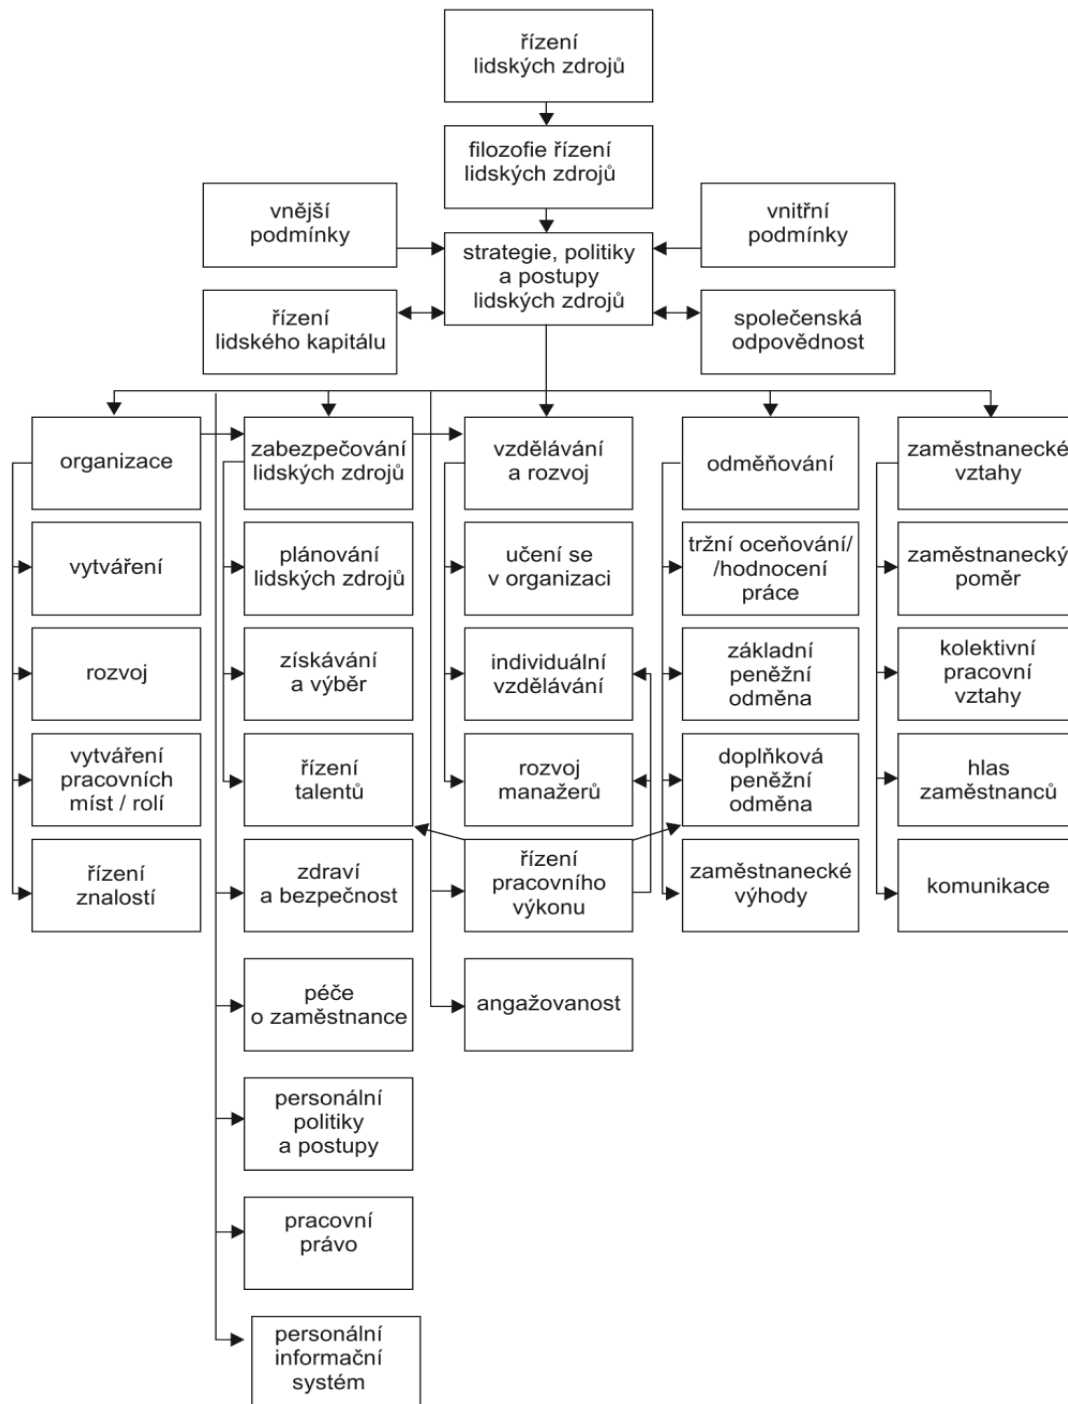 řízení
lidských zdrojů
filozofie řízení
lidských zdrojů
vnější
podmínky
vnitřní
podmínky
strategie, politiky
a postupy
lidských zdrojů
řízení
lidského kapitálu
společenská
odpovědnost
organizace
zabezpečování
lidských zdrojů
vzdělávání
a rozvoj
odměňování
zaměstnanecké
vztahy
vytváření
plánování
lidských zdrojů
učení se
v organizaci
tržní oceňování/
/hodnocení
práce
zaměstnanecký
poměr
rozvoj
získávání
a výběr
individuální
vzdělávání
základní
peněžní
odměna
kolektivní
pracovní
vztahy
vytváření
pracovních
míst / rolí
řízení
talentů
rozvoj
manažerů
doplňková
peněžní
odměna
hlas
zaměstnanců
řízení
znalostí
zdraví
a bezpečnost
řízení
pracovního
výkonu
zaměstnanecké
výhody
komunikace
péče
o zaměstnance
angažovanost
personální
politiky
a postupy
pracovní
právo
personální
informační
systém